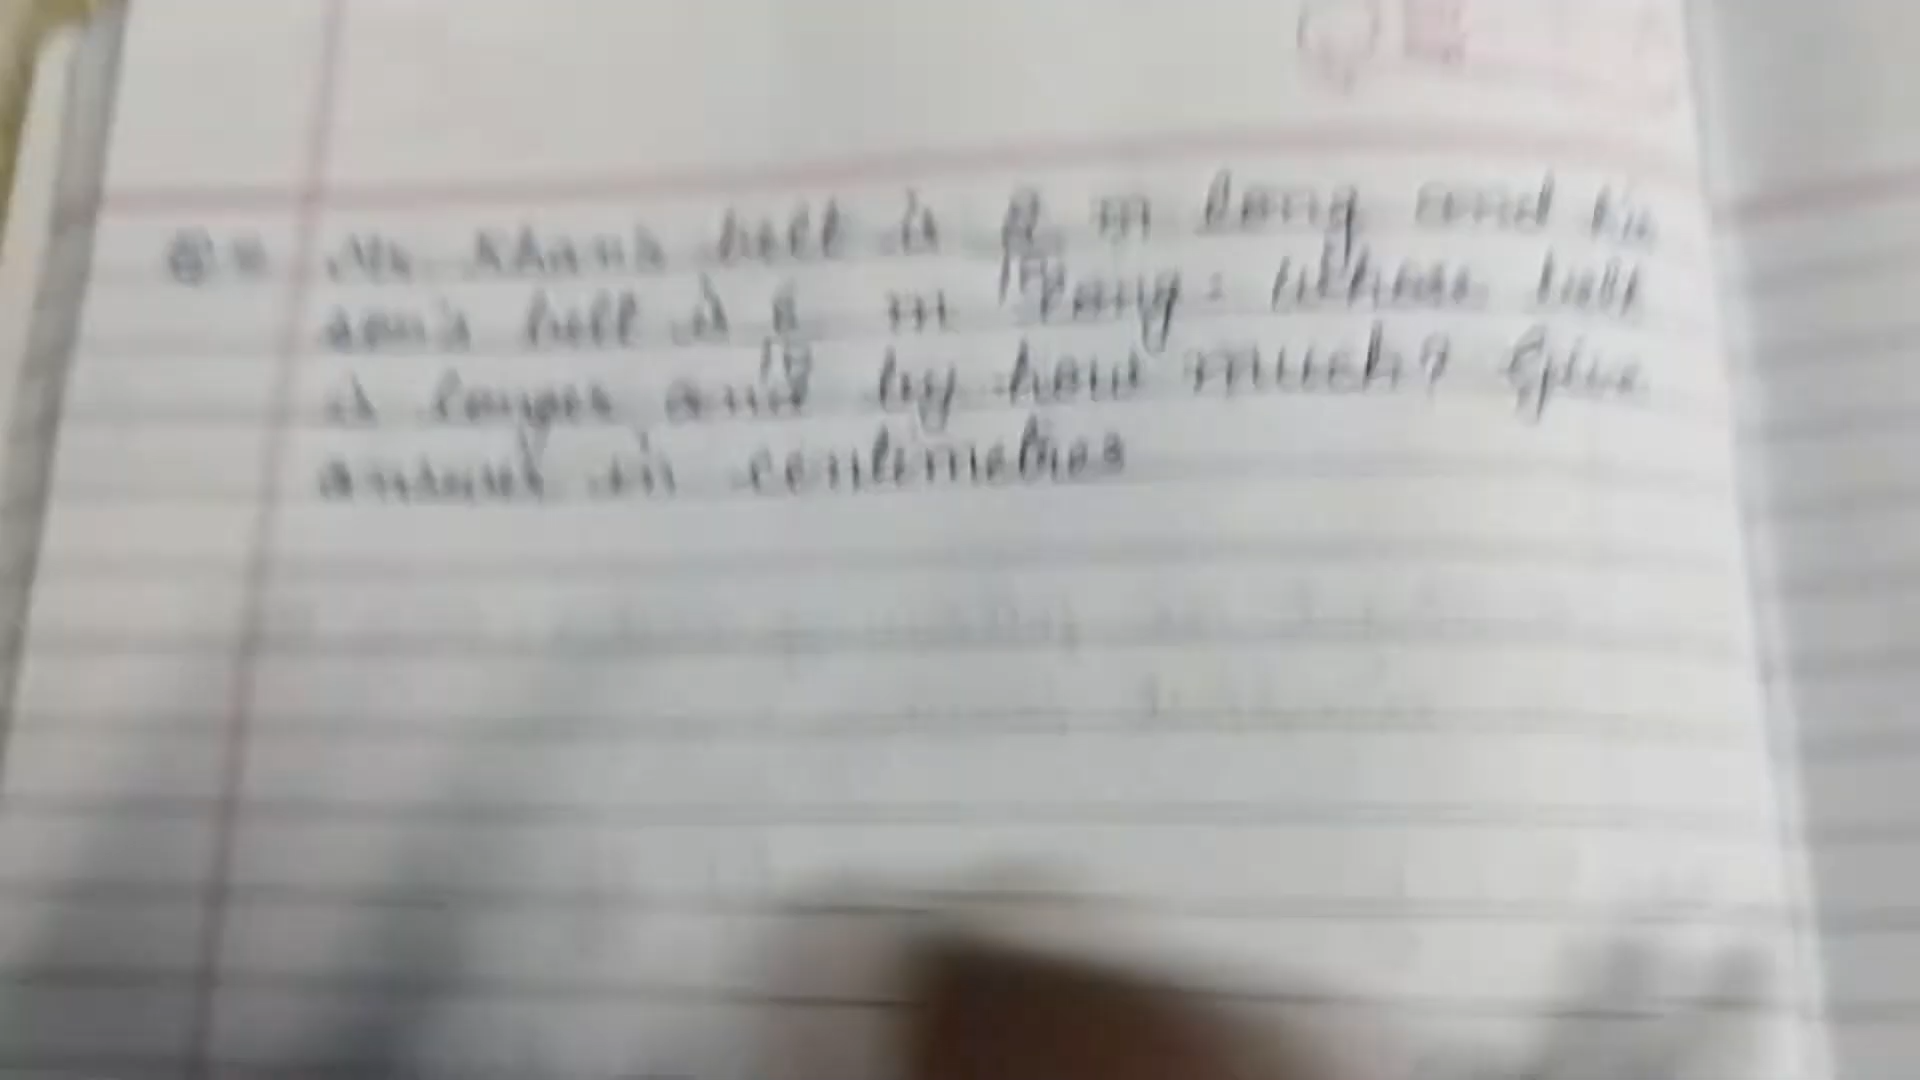 Mr Khan's belt is m long and his
son's belt is m long. Whose belt
is longer and by how much? Give
answer in centimetres